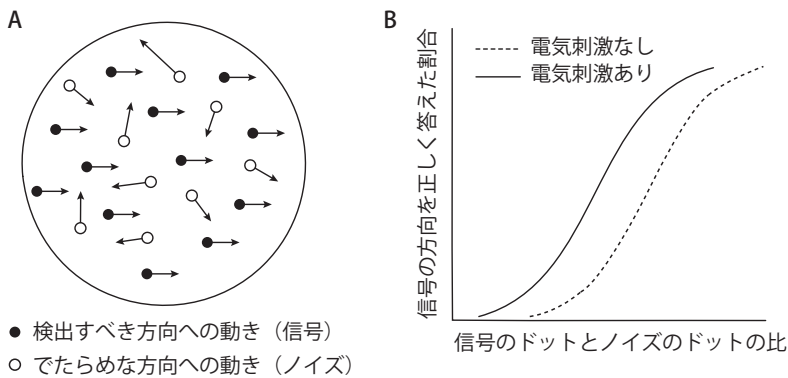 A
● 検出すべき方向への動き（信号）
○ でたらめな方向への動き（ノイズ）
B
信号の方向を正しく答えた割合
電気刺激なし
電気刺激あり
信号のドットとノイズのドットの比